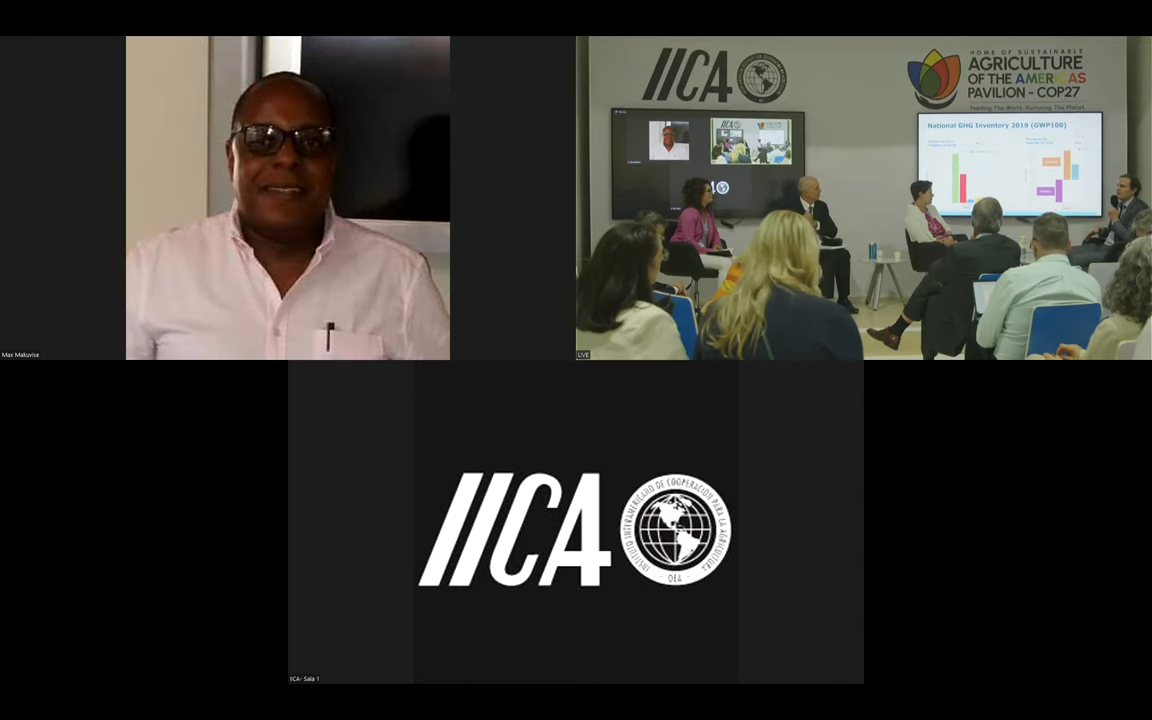 Max Makuvise
IICA
HOME OF SUSTAINABLE
AGRICULTURE
OF THE AMERICAS
PAVILION - COP27
Feeding The World, Nurturing The Planet
IICA
National GHG Inventory 2019 (GWP100)
LIVE
IICA
INSTITUTO INTERAMERICANO DE COOPERACION PARA LA AGRICULTURA
- OEA -
IICA- Sala 1